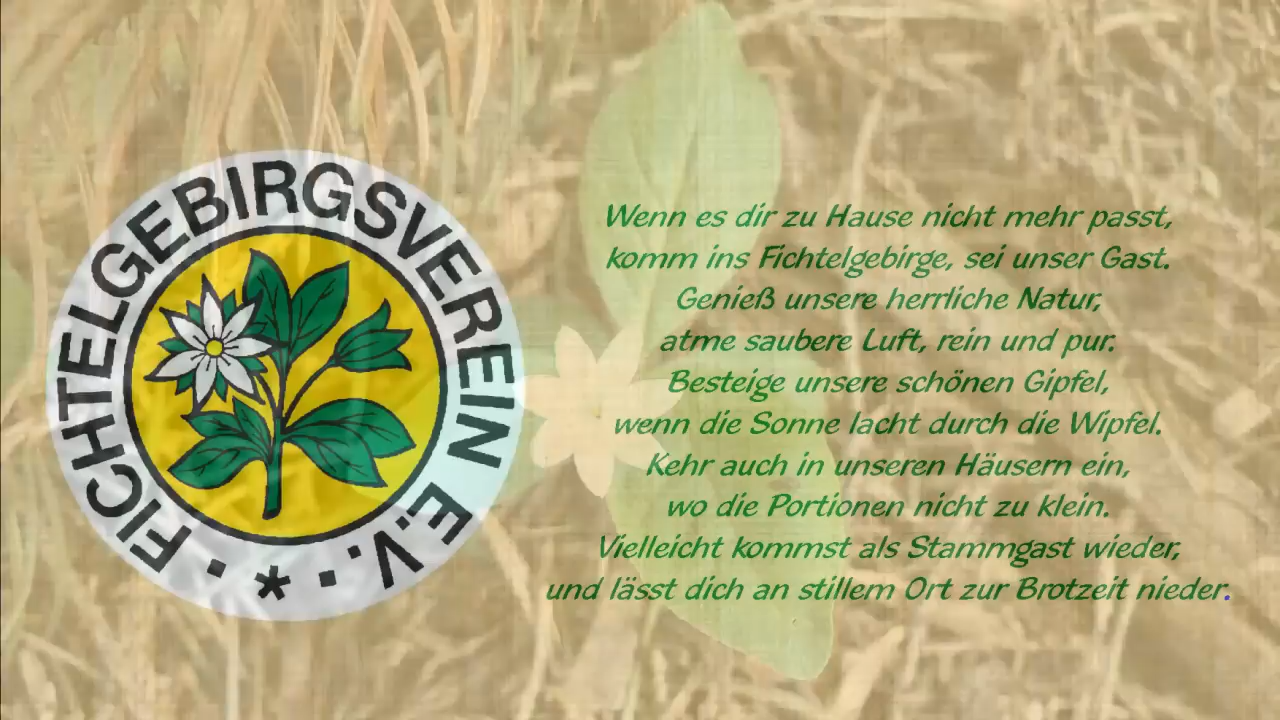 FICHTELGEBIRGSVEREIN E.V.
Wenn es dir zu Hause nicht mehr passt,
komm ins Fichtelgebirge, sei unser Gast.
Genieß unsere herrliche Natur,
atme saubere Luft, rein und pur.
Besteige unsere schönen Gipfel,
wenn die Sonne lacht durch die Wipfel.
Kehr auch in unseren Häusern ein,
wo die Portionen nicht zu klein.
Vielleicht kommst als Stammgast wieder,
und lässt dich an stillem Ort zur Brotzeit nieder.